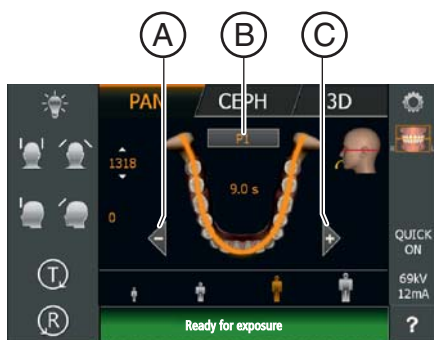 A B C
PAN CEPH 3D
P1
1318
9.0 s
0
− +
QUICK
ON
69kV
12mA
T
R
Ready for exposure
?